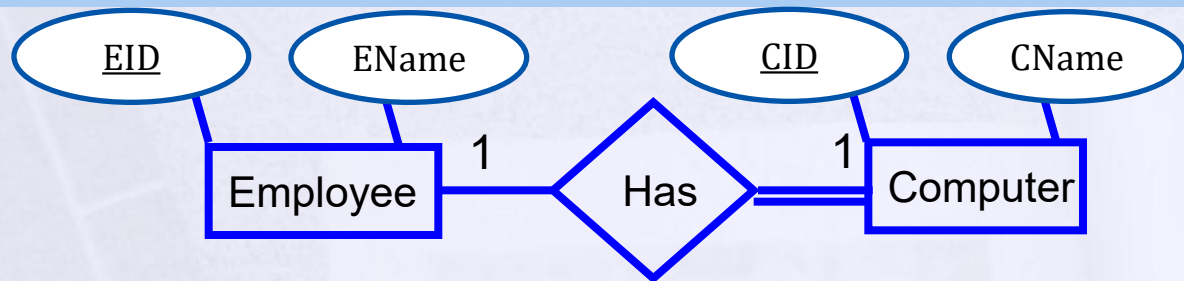 EID EName CID CName
1 1
Employee Has Computer